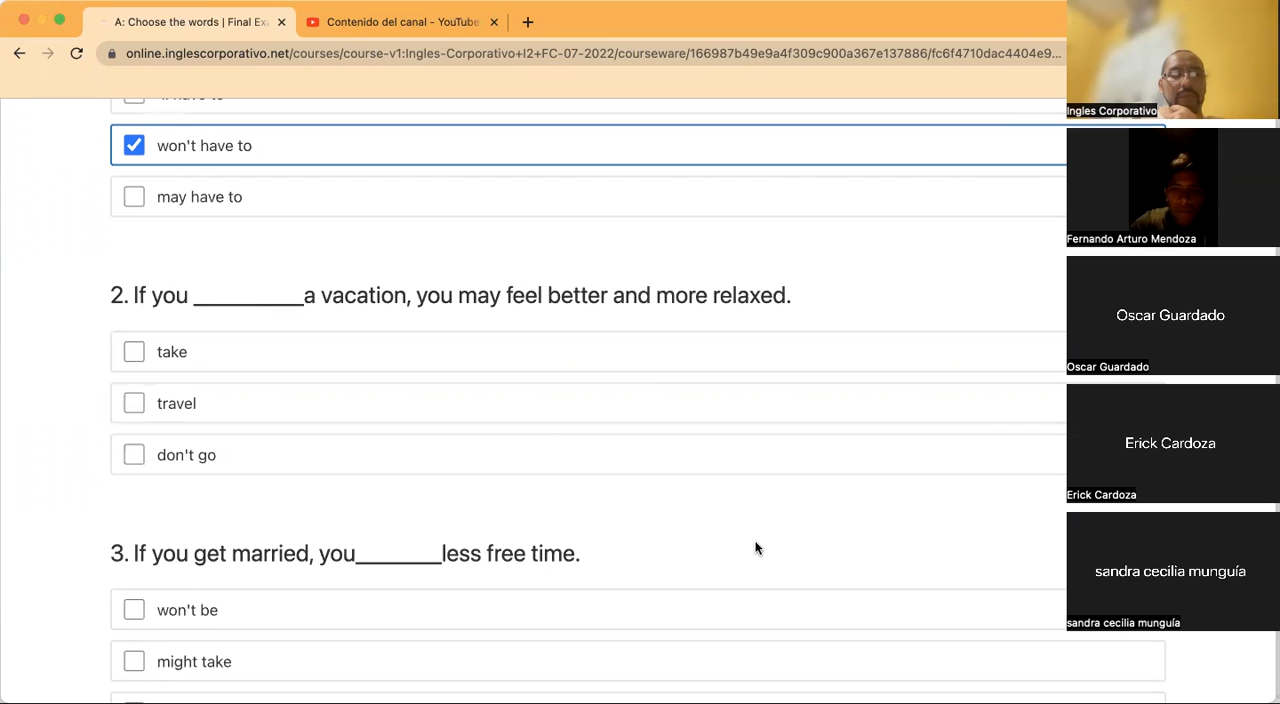 A: Choose the words | Final Ex
Contenido del canal - YouTube
online.inglescorporativo.net/courses/course-v1:Ingles-Corporativo+I2+FC-07-2022/courseware/166987b49e9a4f309c900a367e137886/fc6f4710dac4404e9...
won't have to
may have to
2. If you __________a vacation, you may feel better and more relaxed.
take
travel
don't go
3. If you get married, you________less free time.
won't be
might take
Ingles Corporativo
Fernando Arturo Mendoza
Oscar Guardado
Oscar Guardado
Erick Cardoza
Erick Cardoza
sandra cecilia munguía
sandra cecilia munguía